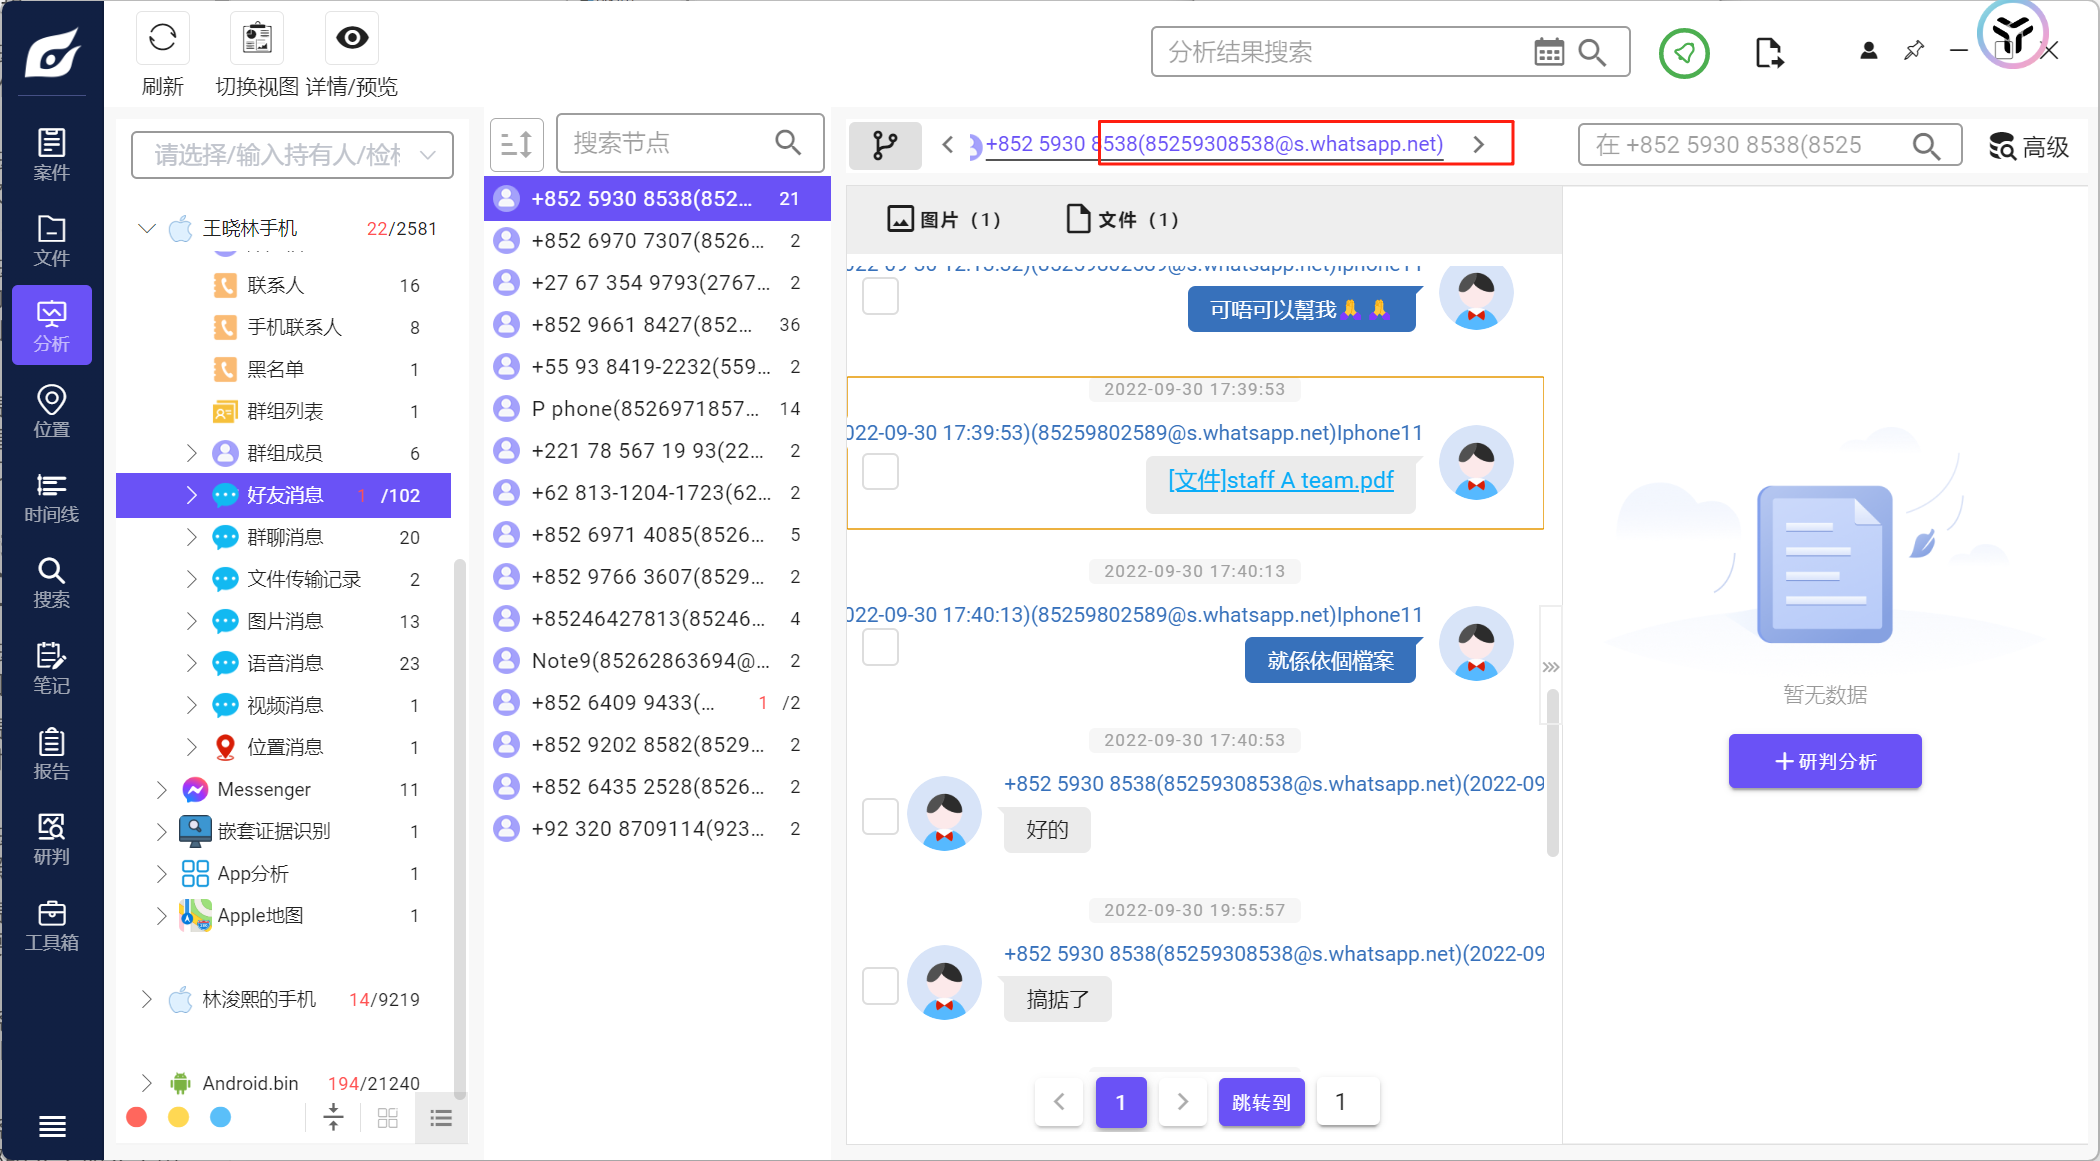 刷新
切换视图
详情/预览
分析结果搜索
案件
文件
分析
位置
时间线
搜索
笔记
报告
研判
工具箱
请选择/输入持有人/检
王晓林手机 22/2581
联系人 16
手机联系人 8
黑名单 1
群组列表 1
群组成员 6
好友消息 1 /102
群聊消息 20
文件传输记录 2
图片消息 13
语音消息 23
视频消息 1
位置消息 1
Messenger 11
嵌套证据识别 1
App分析 1
Apple地图 1
林浚熙的手机 14/9219
Android.bin 194/21240
搜索节点
+852 5930 8538(852... 21
+852 6970 7307(8526... 2
+27 67 354 9793(2767... 2
+852 9661 8427(852... 36
+55 93 8419-2232(559... 2
P phone(8526971857... 14
+221 78 567 19 93(22... 2
+62 813-1204-1723(62... 2
+852 6971 4085(8526... 5
+852 9766 3607(8529... 2
+85246427813(85246... 4
Note9(85262863694@... 2
+852 6409 9433(... 1 /2
+852 9202 8582(8529... 2
+852 6435 2528(8526... 2
+92 320 8709114(923... 2
+852 5930 8538(85259308538@s.whatsapp.net)
在 +852 5930 8538(8525
高级
图片 (1)
文件 (1)
022-09-30 12:15:32)(85259802589@s.whatsapp.net)Iphone11
可唔可以幫我🙏🙏
2022-09-30 17:39:53
022-09-30 17:39:53)(85259802589@s.whatsapp.net)Iphone11
[文件]staff A team.pdf
2022-09-30 17:40:13
022-09-30 17:40:13)(85259802589@s.whatsapp.net)Iphone11
就係依個檔案
2022-09-30 17:40:53
+852 5930 8538(85259308538@s.whatsapp.net)(2022-09
好的
2022-09-30 19:55:57
+852 5930 8538(85259308538@s.whatsapp.net)(2022-09
搞掂了
1
跳转到
1
暂无数据
+研判分析